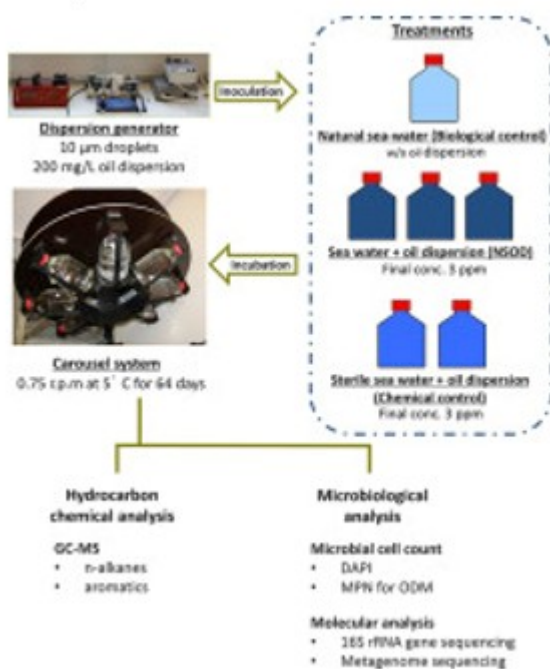 Treatments
Inoculation
Dispersion generator
10 µm droplets
200 mg/L oil dispersion
Natural sea-water (Biological control)
w/o oil dispersion
Sea water + oil dispersion (NSOD)
Final conc. 3 ppm
Incubation
Carousel system
0.75 r.p.m at 5˚ C for 64 days
Sterile sea water + oil dispersion
(Chemical control)
Final conc. 3 ppm
Hydrocarbon
chemical analysis
GC-MS
• n-alkanes
• aromatics
Microbiological
analysis
Microbial cell count
• DAPI
• MPN for ODM
Molecular analysis
• 16S rRNA gene sequencing
• Metagenome sequencing